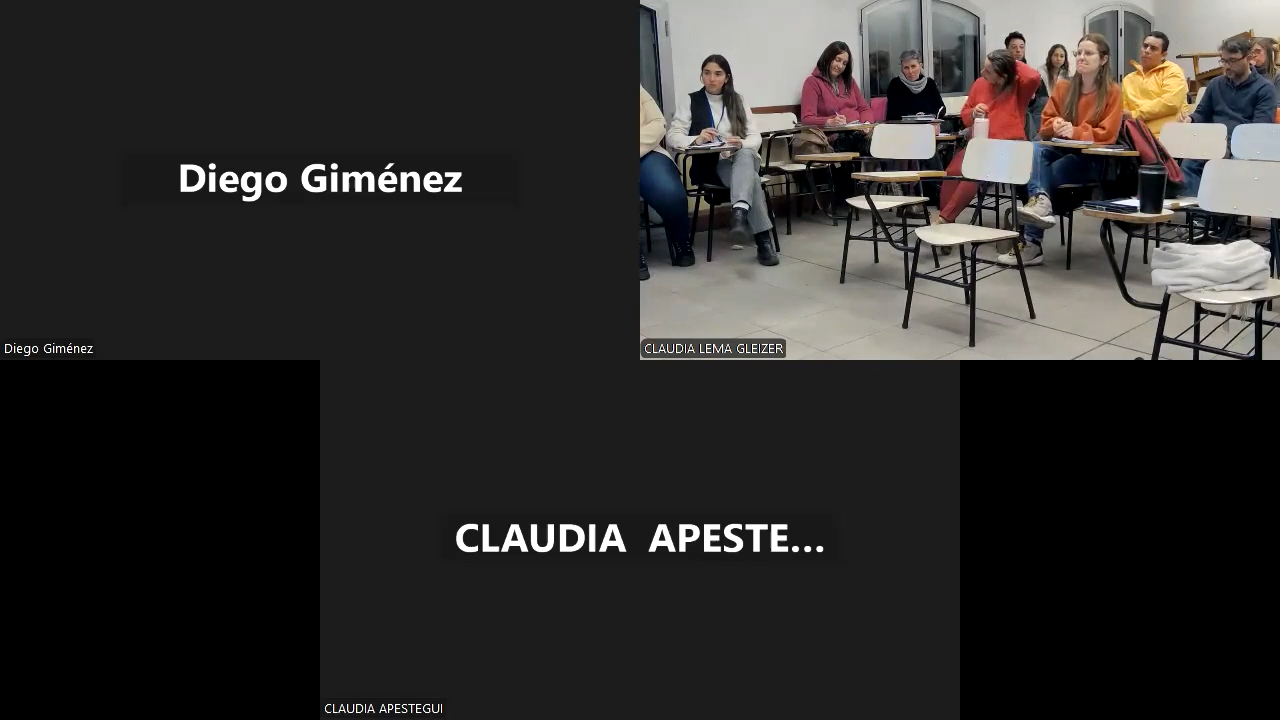 Diego Giménez
Diego Giménez
CLAUDIA LEMA GLEIZER
CLAUDIA APESTE...
CLAUDIA APESTEGUI